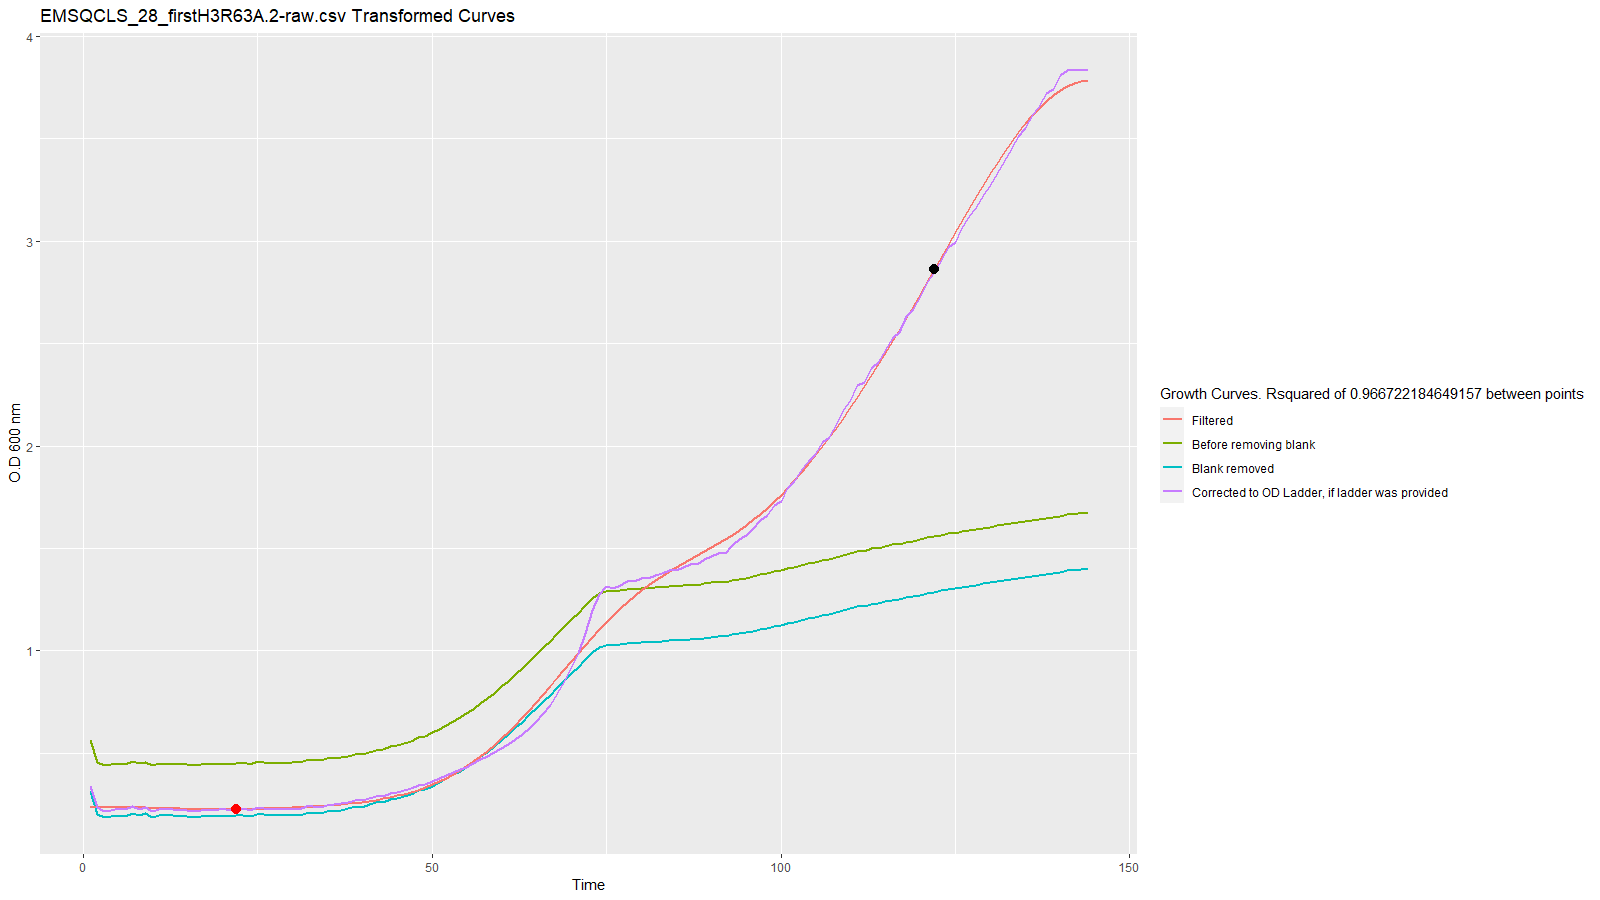 EMSQCLS_28_firstH3R63A.2-raw.csv Transformed Curves
4
3
2
1
O.D 600 nm
0
50
100
150
Time
Growth Curves. Rsquared of 0.966722184649157 between points
Filtered
Before removing blank
Blank removed
Corrected to OD Ladder, if ladder was provided